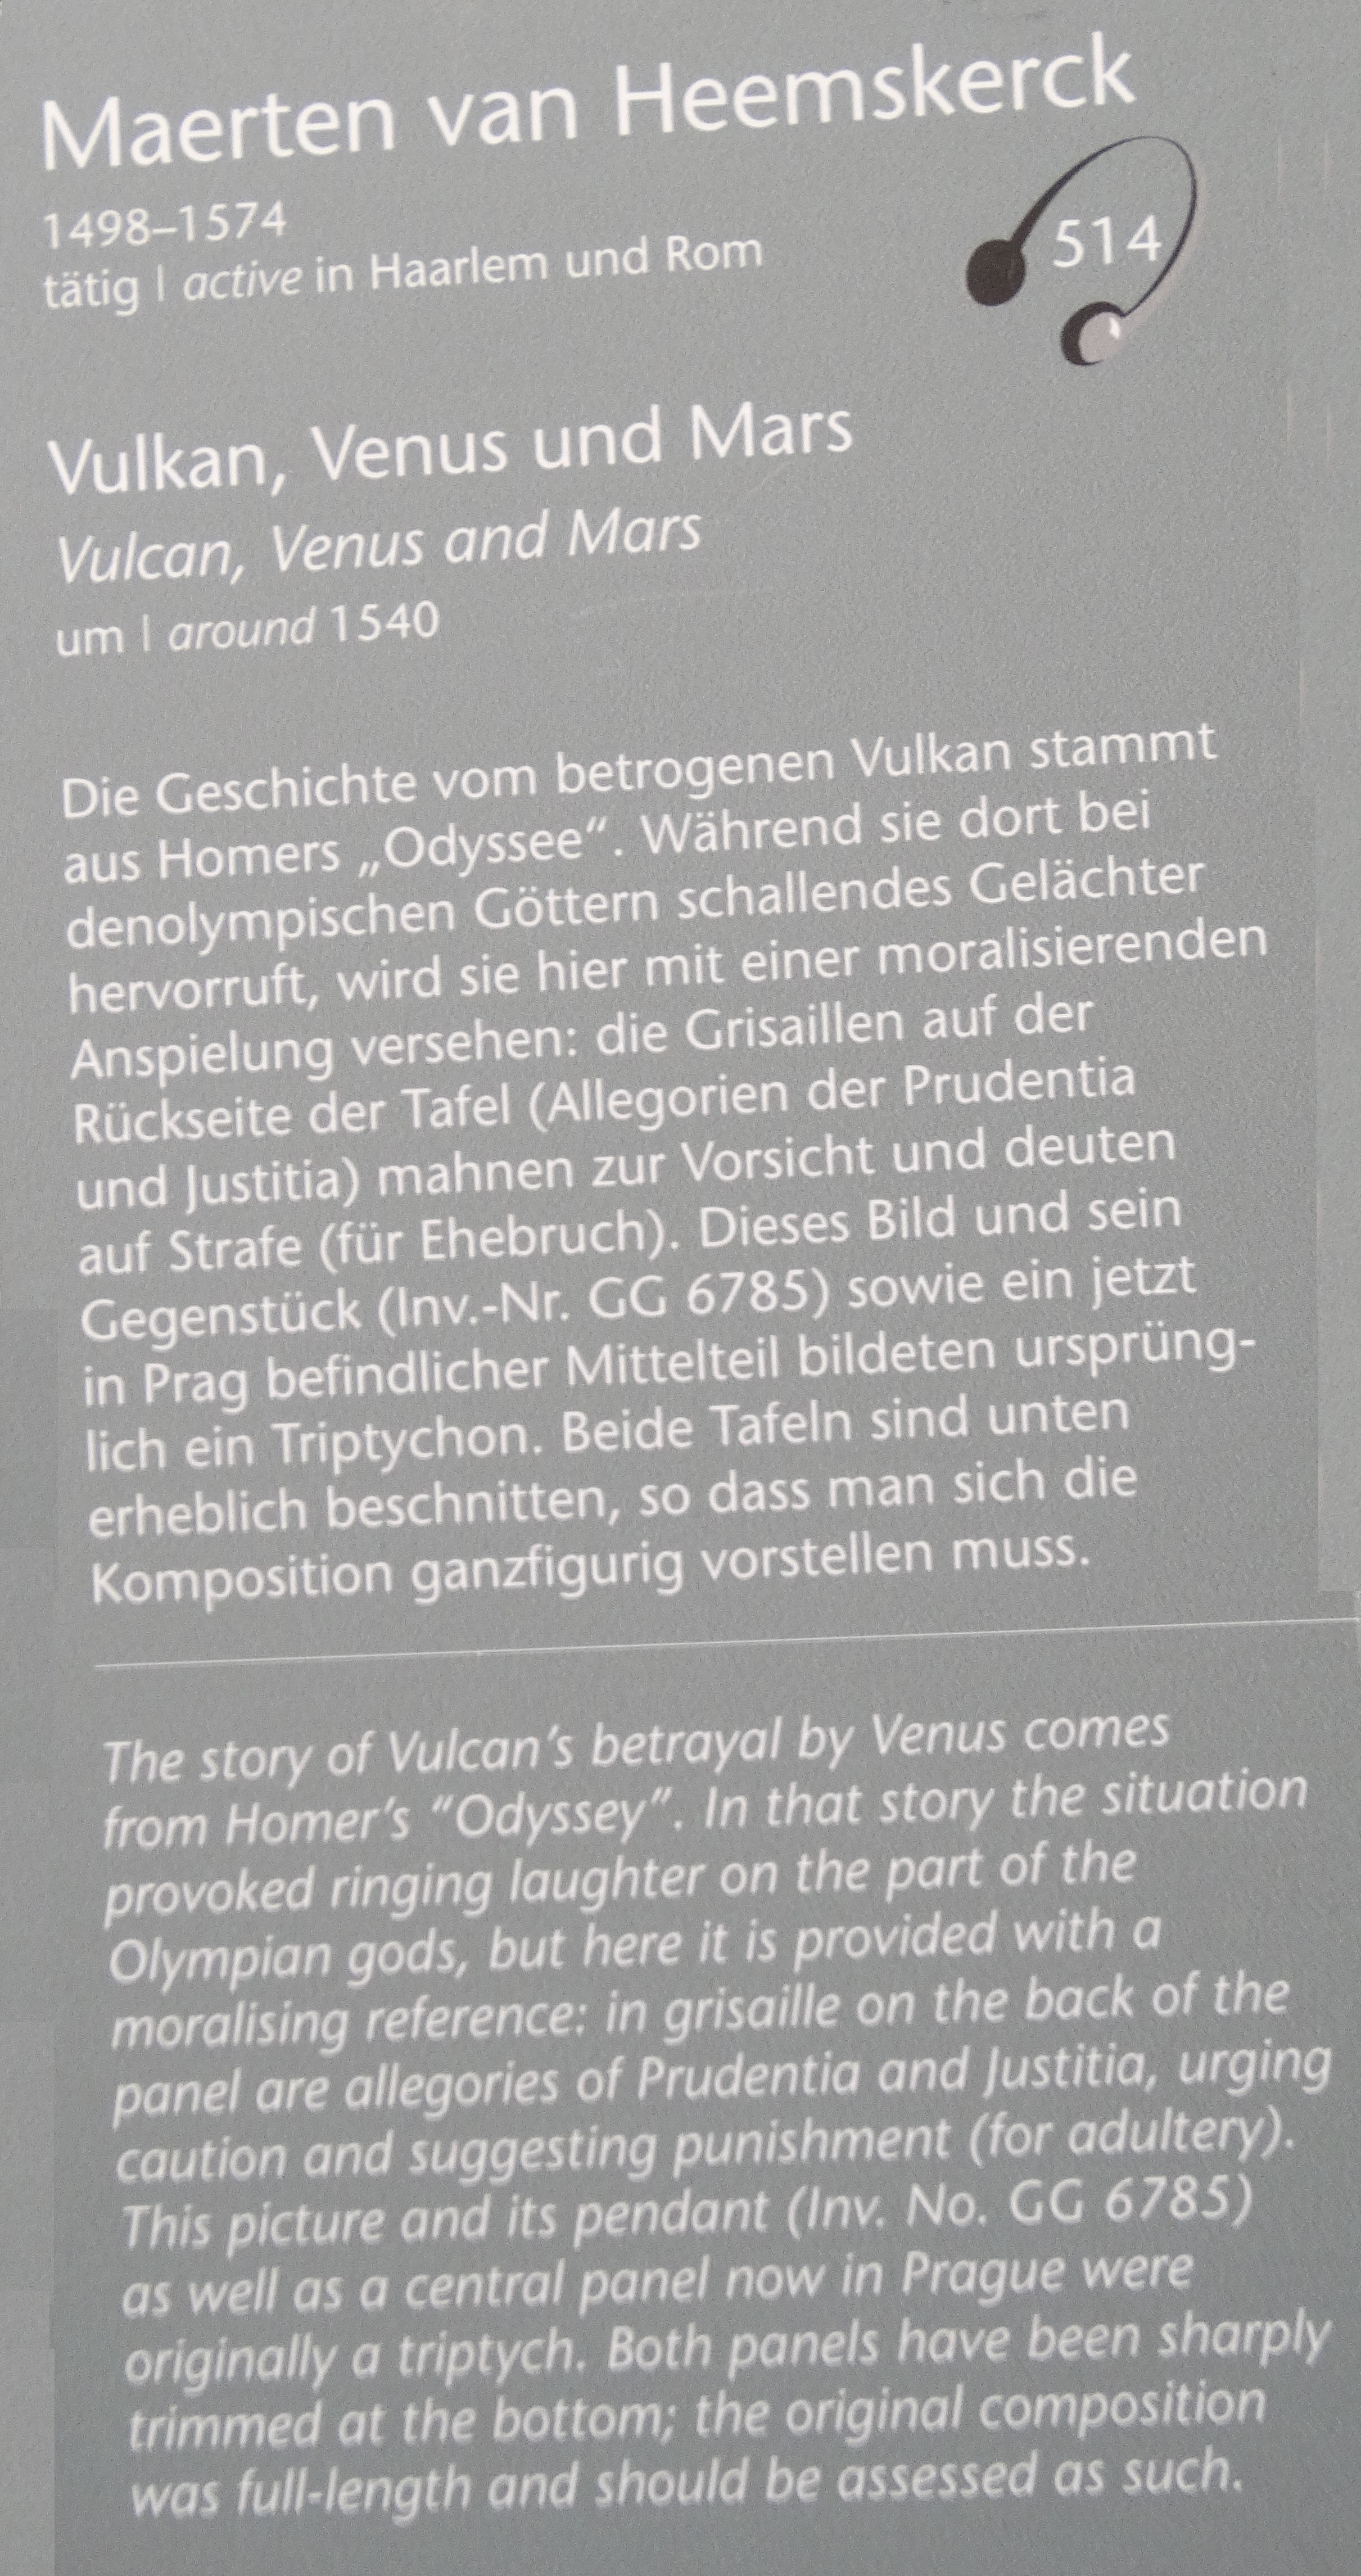 Maerten van Heemskerck
1498–1574
tätig | active in Haarlem und Rom
514
Vulkan, Venus und Mars
Vulcan, Venus and Mars
um | around 1540
Die Geschichte vom betrogenen Vulkan stammt
aus Homers „Odyssee“. Während sie dort bei
denolympischen Göttern schallendes Gelächter
hervorruft, wird sie hier mit einer moralisierenden
Anspielung versehen: die Grisaillen auf der
Rückseite der Tafel (Allegorien der Prudentia
und Justitia) mahnen zur Vorsicht und deuten
auf Strafe (für Ehebruch). Dieses Bild und sein
Gegenstück (Inv.-Nr. GG 6785) sowie ein jetzt
in Prag befindlicher Mittelteil bildeten ursprüng-
lich ein Triptychon. Beide Tafeln sind unten
erheblich beschnitten, so dass man sich die
Komposition ganzfigurig vorstellen muss.
The story of Vulcan’s betrayal by Venus comes
from Homer’s “Odyssey”. In that story the situation
provoked ringing laughter on the part of the
Olympian gods, but here it is provided with a
moralising reference: in grisaille on the back of the
panel are allegories of Prudentia and Justitia, urging
caution and suggesting punishment (for adultery).
This picture and its pendant (Inv. No. GG 6785)
as well as a central panel now in Prague were
originally a triptych. Both panels have been sharply
trimmed at the bottom; the original composition
was full-length and should be assessed as such.